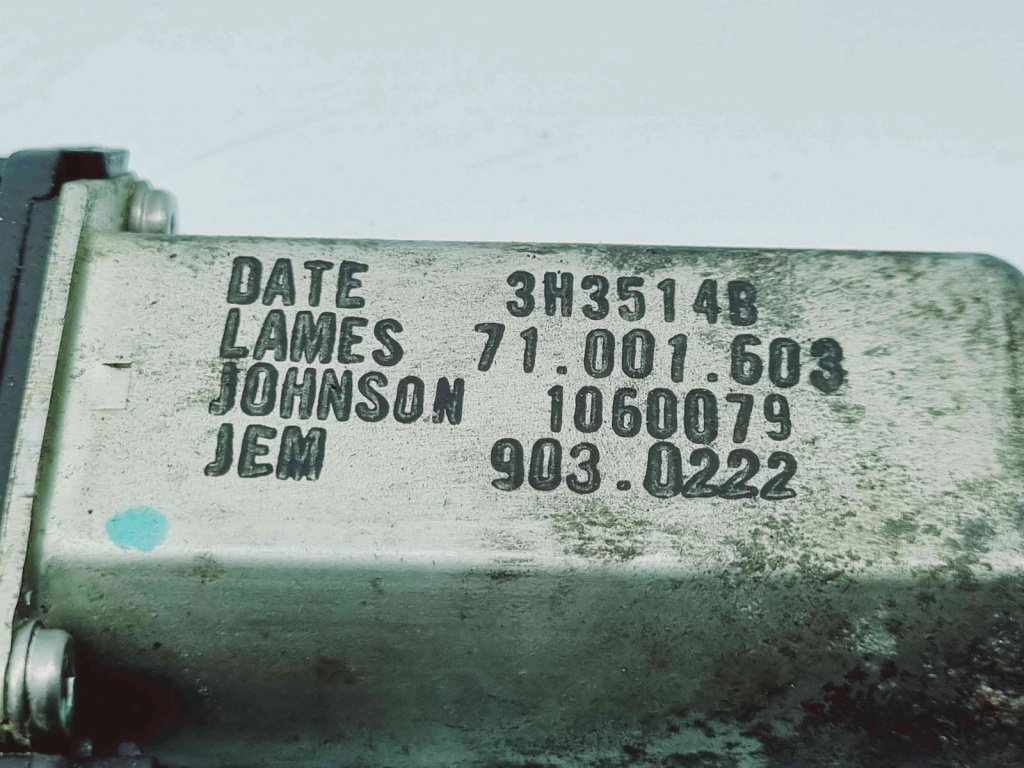 DATE 3H3514B
LAMES 71.001.603
JOHNSON 1060079
JEM 903.0222